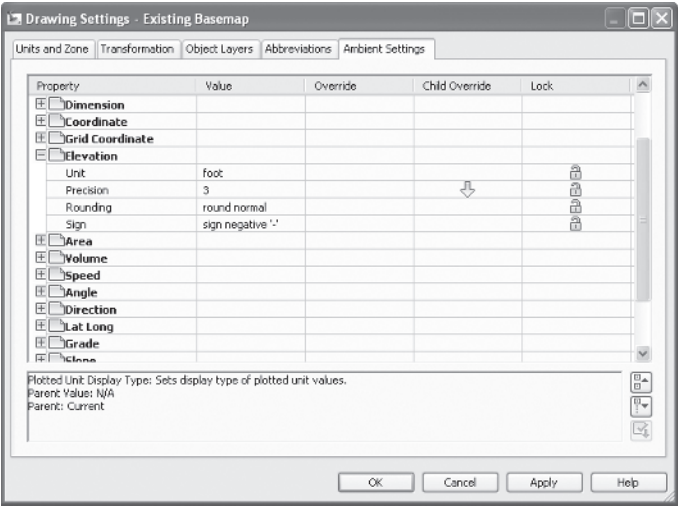 Drawing Settings - Existing Basemap
Units and Zone Transformation Object Layers Abbreviations Ambient Settings
Property Value Override Child Override Lock
Dimension
Coordinate
Grid Coordinate
Elevation
Unit foot
Precision 3
Rounding round normal
Sign sign negative '-'
Area
Volume
Speed
Angle
Direction
Lat Long
Grade
Slope
Plotted Unit Display Type: Sets display type of plotted unit values.
Parent Value: N/A
Parent: Current
OK Cancel Apply Help